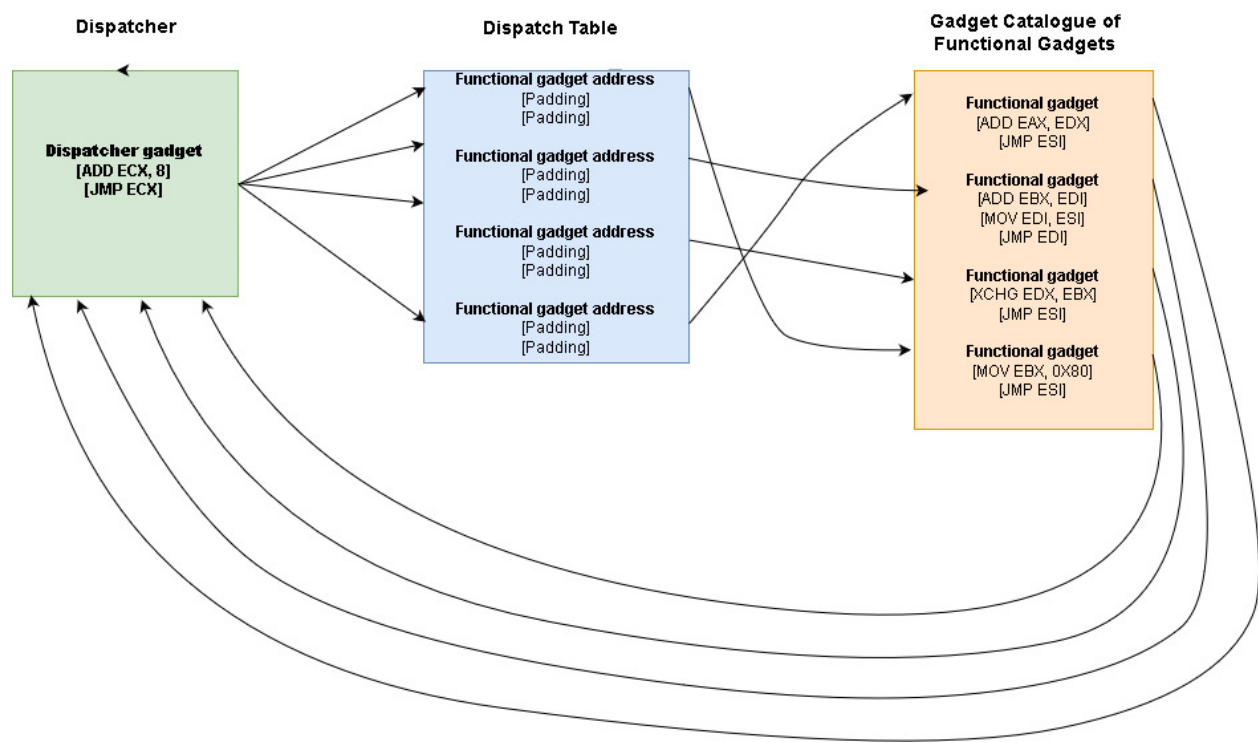 Dispatcher
Dispatcher gadget
[ADD ECX, 8]
[JMP ECX]
Dispatch Table
Functional gadget address
[Padding]
[Padding]
Functional gadget address
[Padding]
[Padding]
Functional gadget address
[Padding]
[Padding]
Functional gadget address
[Padding]
[Padding]
Gadget Catalogue of
Functional Gadgets
Functional gadget
[ADD EAX, EDX]
[JMP ESI]
Functional gadget
[ADD EBX, EDI]
[MOV EDI, ESI]
[JMP EDI]
Functional gadget
[XCHG EDX, EBX]
[JMP ESI]
Functional gadget
[MOV EBX, 0X80]
[JMP ESI]